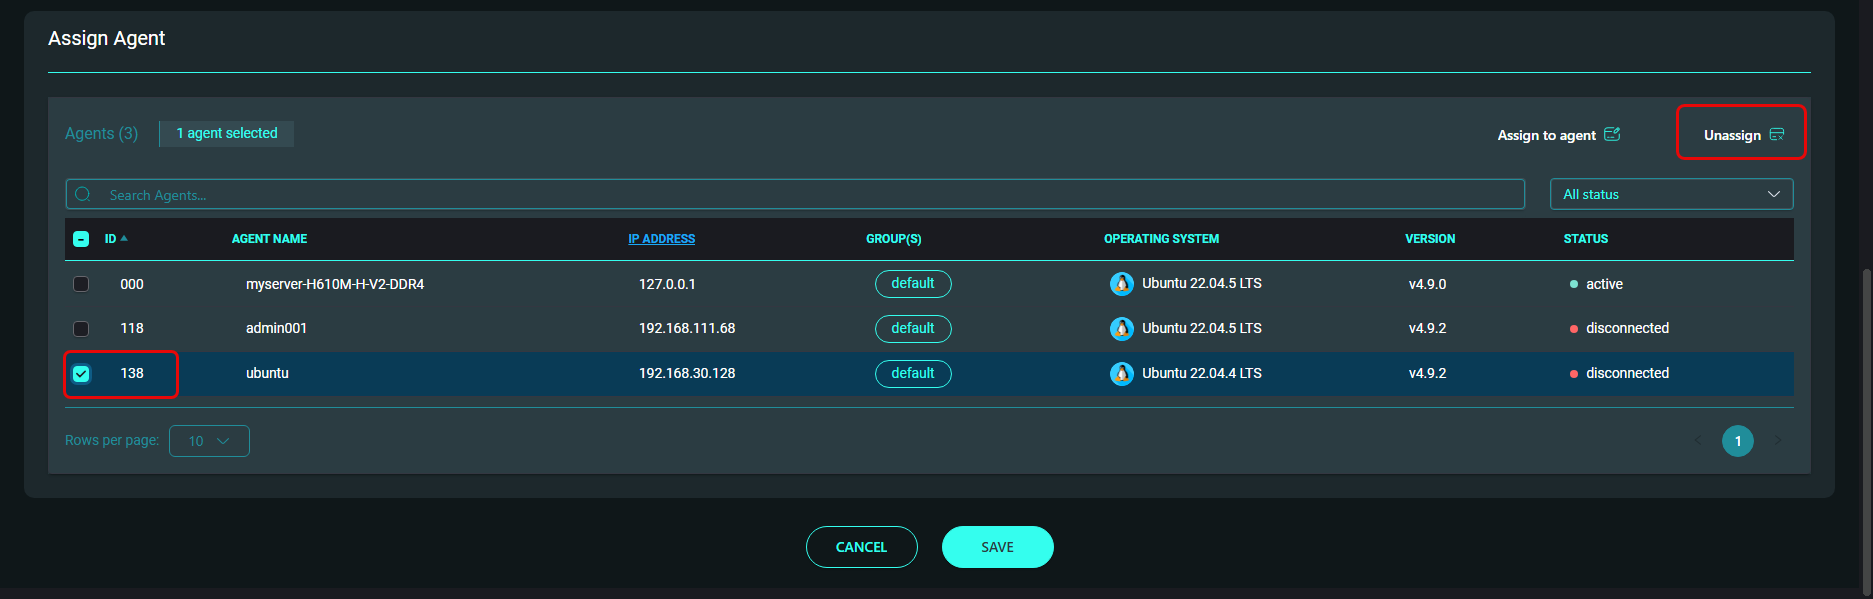 Assign Agent
Agents (3) 1 agent selected Assign to agent Unassign
Search Agents... All status
ID AGENT NAME IP ADDRESS GROUP(S) OPERATING SYSTEM VERSION STATUS
000 myserver-H610M-H-V2-DDR4 127.0.0.1 default Ubuntu 22.04.5 LTS v4.9.0 active
118 admin001 192.168.111.68 default Ubuntu 22.04.5 LTS v4.9.2 disconnected
138 ubuntu 192.168.30.128 default Ubuntu 22.04.4 LTS v4.9.2 disconnected
Rows per page: 10 < 1 >
CANCEL SAVE